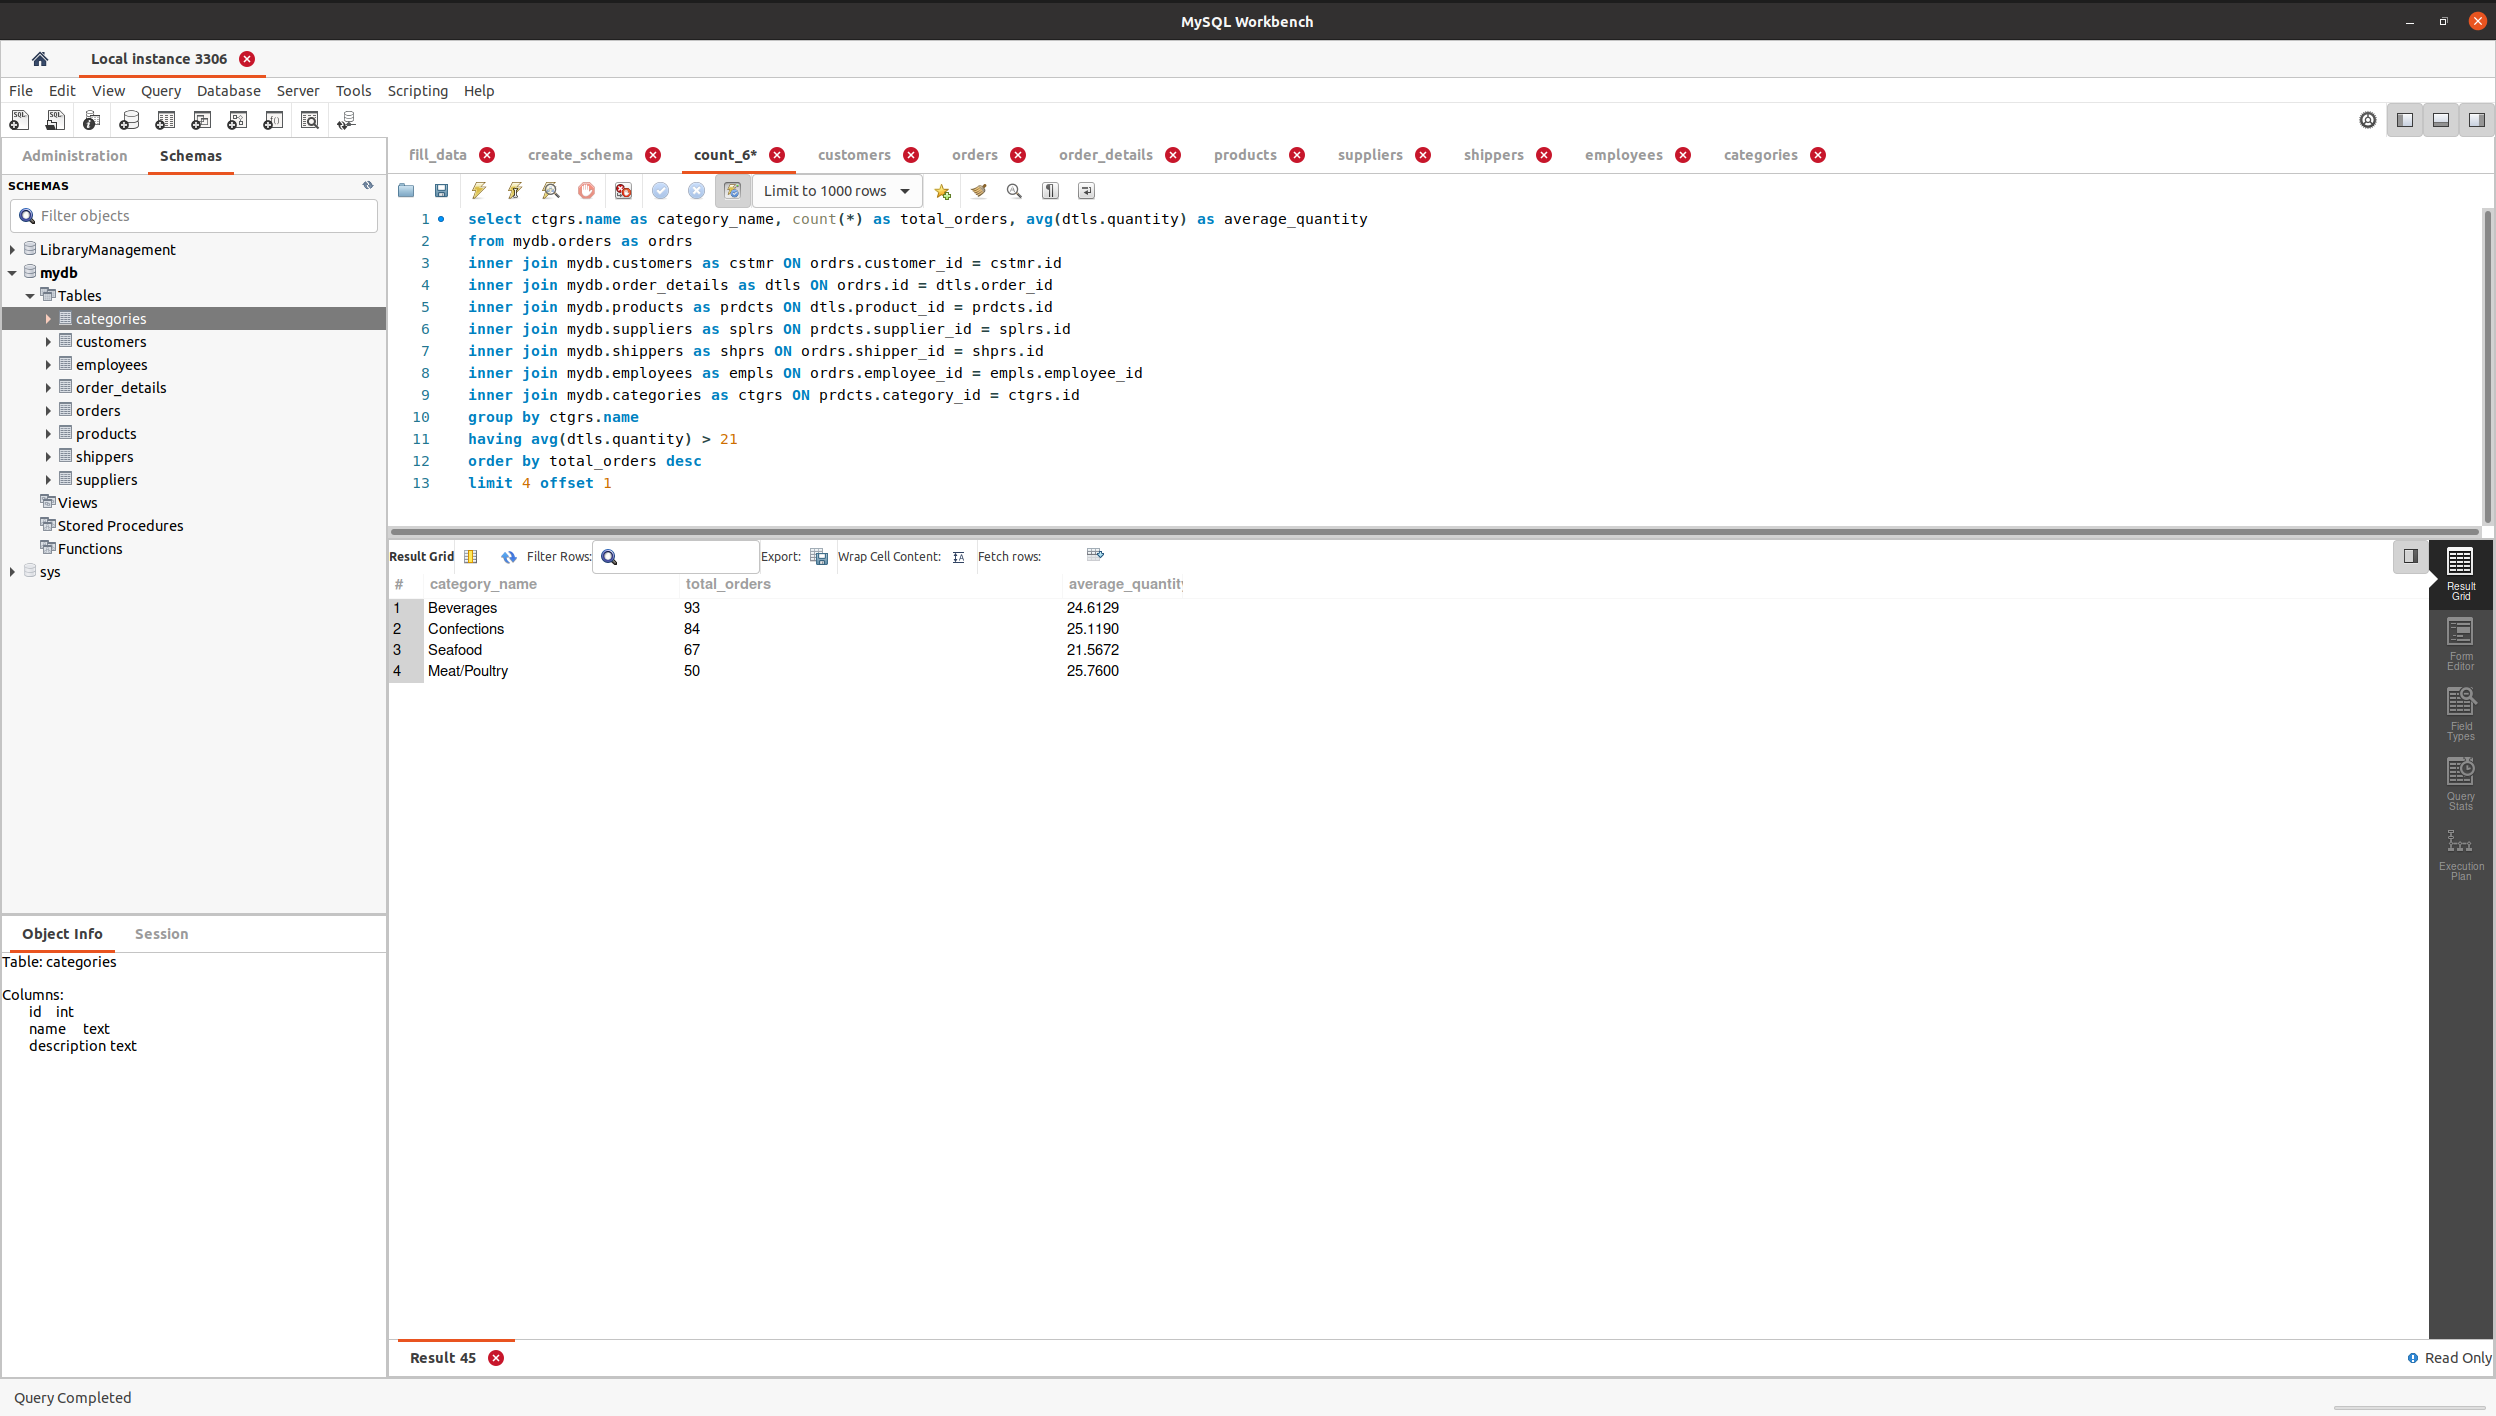 MySQL Workbench
Local instance 3306
File Edit View Query Database Server Tools Scripting Help
Administration Schemas
SCHEMAS
Filter objects
LibraryManagement
mydb
Tables
categories
customers
employees
order_details
orders
products
shippers
suppliers
Views
Stored Procedures
Functions
sys
Object Info Session
Table: categories
Columns:
id int
name text
description text
fill_data create_schema count_6* customers orders order_details products suppliers shippers employees categories
Limit to 1000 rows
1 select ctgrs.name as category_name, count(*) as total_orders, avg(dtls.quantity) as average_quantity
2 from mydb.orders as ordrs
3 inner join mydb.customers as cstmr ON ordrs.customer_id = cstmr.id
4 inner join mydb.order_details as dtls ON ordrs.id = dtls.order_id
5 inner join mydb.products as prdcts ON dtls.product_id = prdcts.id
6 inner join mydb.suppliers as splrs ON prdcts.supplier_id = splrs.id
7 inner join mydb.shippers as shprs ON ordrs.shipper_id = shprs.id
8 inner join mydb.employees as empls ON ordrs.employee_id = empls.employee_id
9 inner join mydb.categories as ctgrs ON prdcts.category_id = ctgrs.id
10 group by ctgrs.name
11 having avg(dtls.quantity) > 21
12 order by total_orders desc
13 limit 4 offset 1
Result Grid Filter Rows: Export: Wrap Cell Content: Fetch rows:
# category_name total_orders average_quantity
1 Beverages 93 24.6129
2 Confections 84 25.1190
3 Seafood 67 21.5672
4 Meat/Poultry 50 25.7600
Result
Grid
Form
Editor
Field
Types
Query
Stats
Execution
Plan
Result 45
Read Only
Query Completed